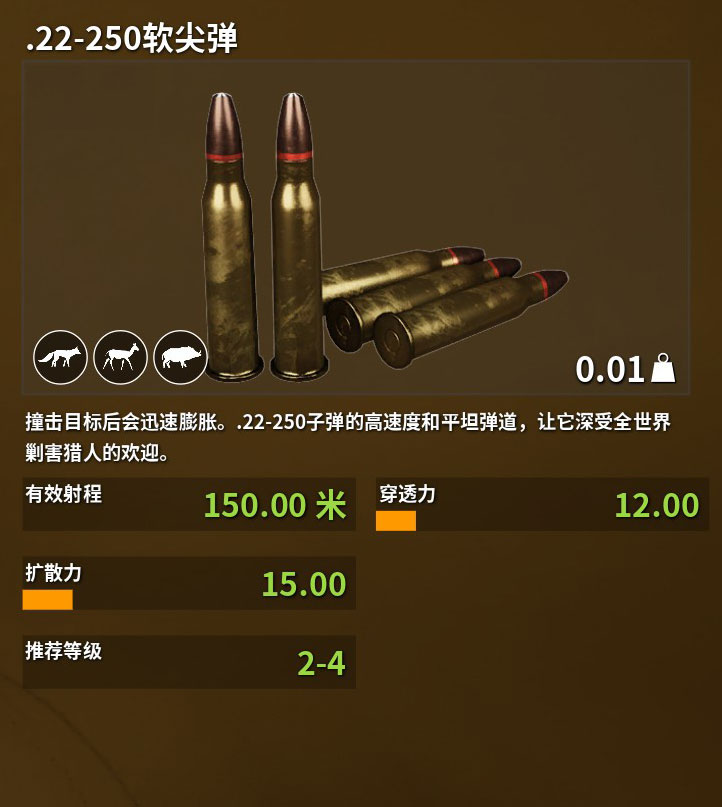 .22-250软尖弹
0.01
撞击目标后会迅速膨胀。.22-250子弹的高速度和平坦弹道，让它深受全世界
剿害猎人的欢迎。
有效射程
150.00 米
穿透力
12.00
扩散力
15.00
推荐等级
2-4